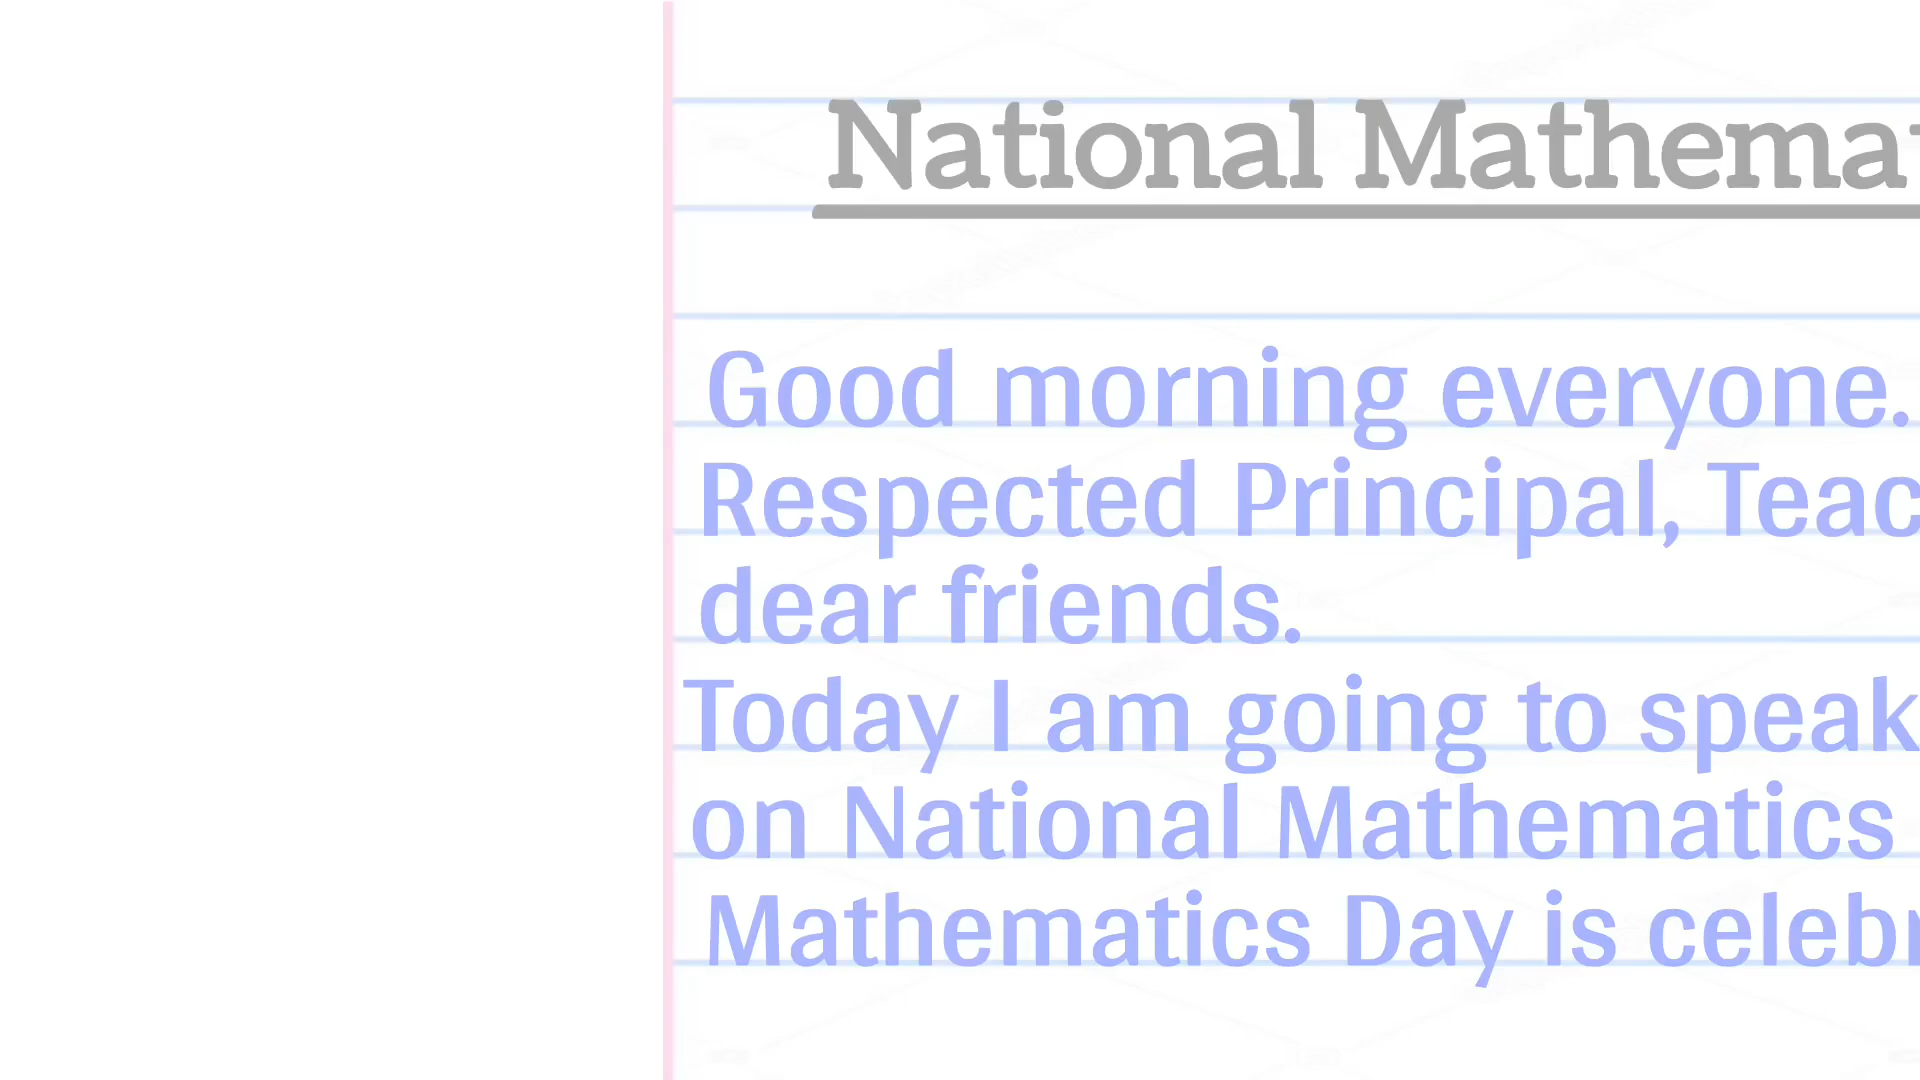 National Mathema
Good morning everyone.
Respected Principal, Teac
dear friends.
Today I am going to speak
on National Mathematics
Mathematics Day is celebr